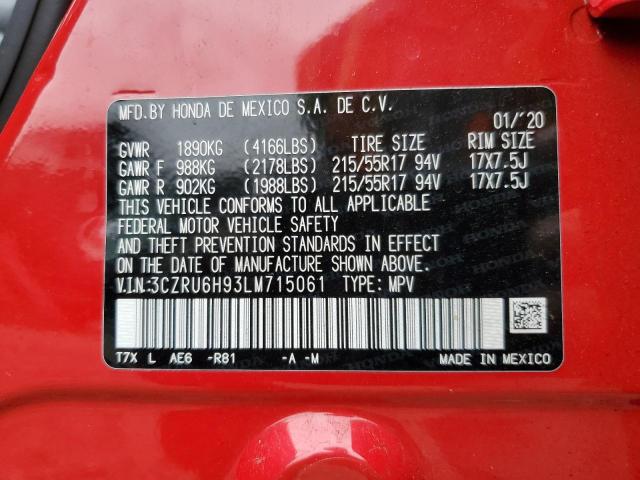 MFD.BY HONDA DE MEXICO S.A. DE C.V.
01/'20
GVWR 1890KG (4166LBS) TIRE SIZE RIM SIZE
GAWR F 988KG (2178LBS) 215/55R17 94V 17X7.5J
GAWR R 902KG (1988LBS) 215/55R17 94V 17X7.5J
THIS VEHICLE CONFORMS TO ALL APPLICABLE
FEDERAL MOTOR VEHICLE SAFETY
AND THEFT PREVENTION STANDARDS IN EFFECT
ON THE DATE OF MANUFACTURE SHOWN ABOVE.
V.I.N.:3CZRU6H93LM715061 TYPE: MPV
T7X L AE6 -R81 -A -M MADE IN MEXICO